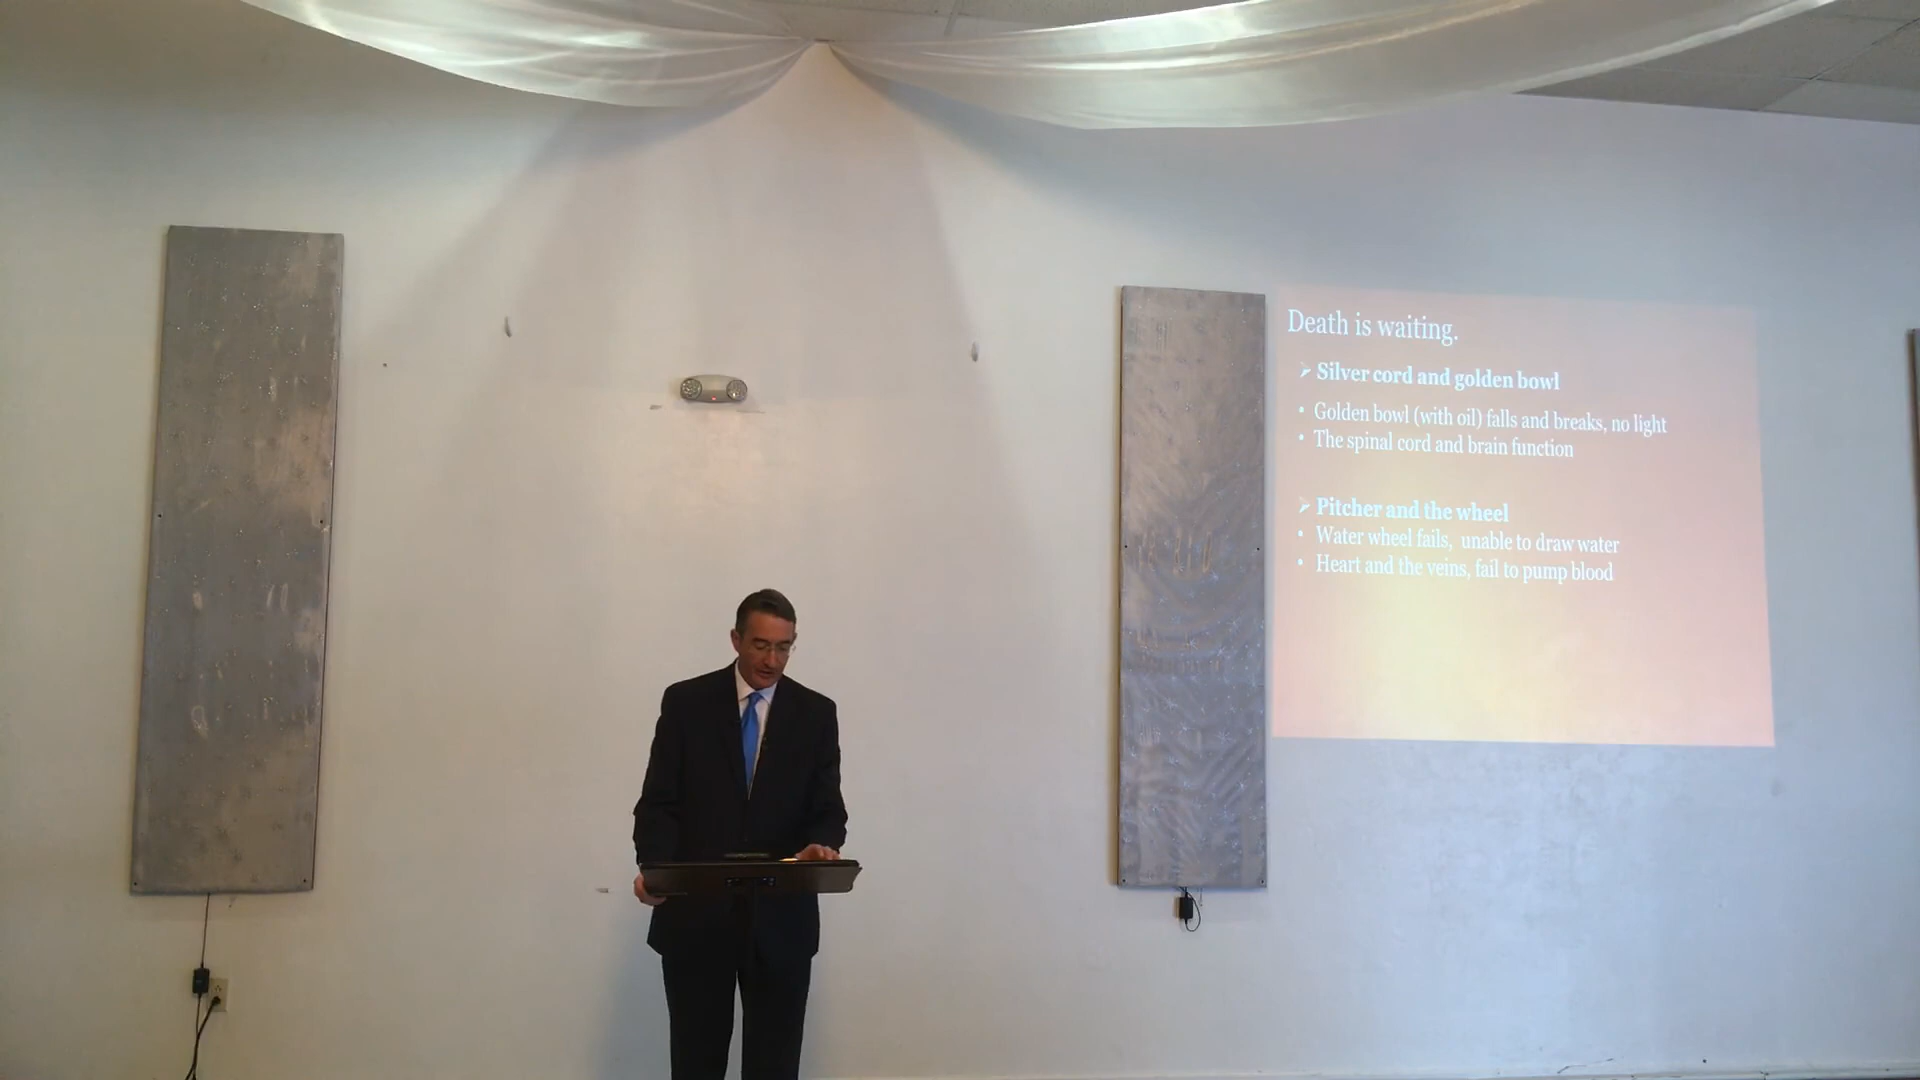 Death is waiting.
➢ Silver cord and golden bowl
• Golden bowl (with oil) falls and breaks, no light
• The spinal cord and brain function
➢ Pitcher and the wheel
• Water wheel fails, unable to draw water
• Heart and the veins, fail to pump blood